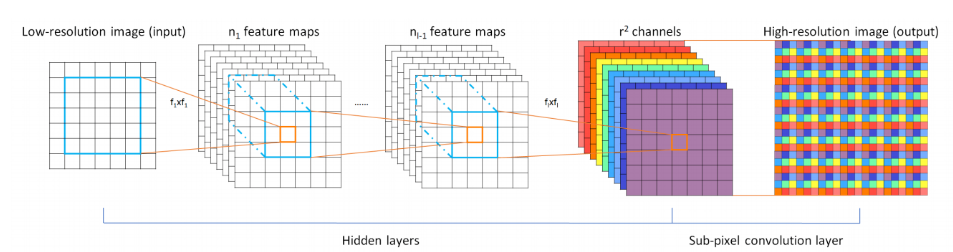 Low-resolution image (input)
n₁ feature maps
nₗ₋₁ feature maps
r² channels
High-resolution image (output)
f₁xf₁
......
fₗxfₗ
Hidden layers
Sub-pixel convolution layer